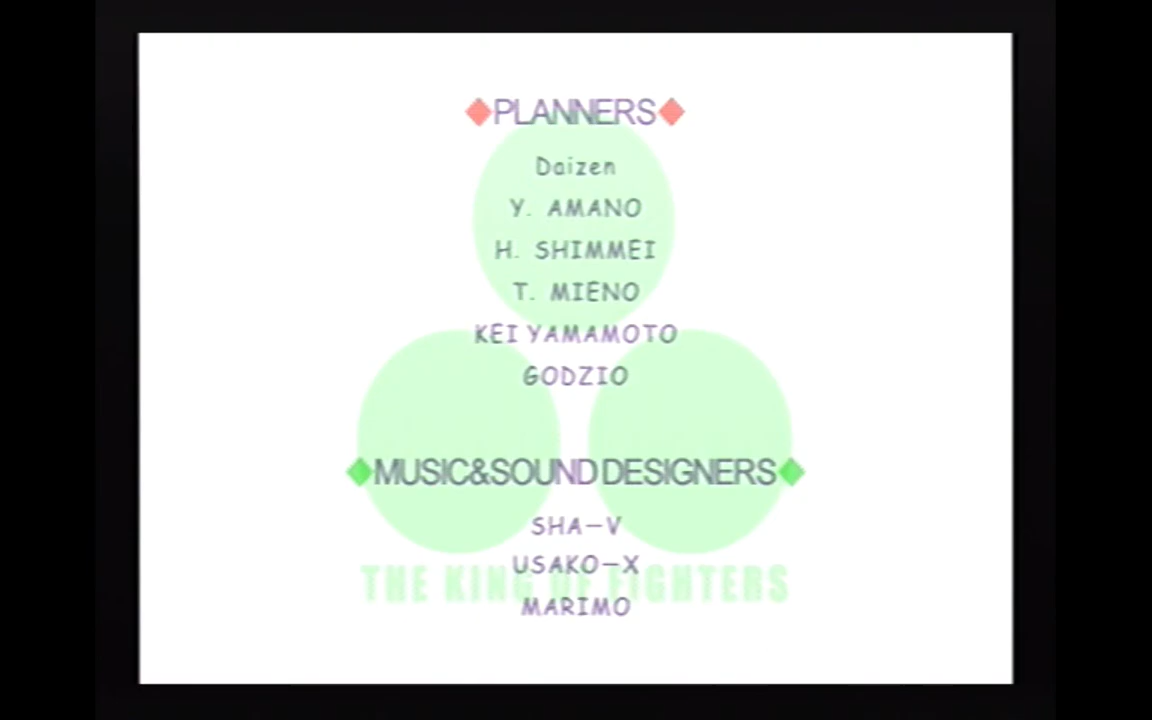 ◆PLANNERS◆
Daizen
Y. AMANO
H. SHIMMEI
T. MIENO
KEI YAMAMOTO
GODZIO
◆MUSIC&SOUND DESIGNERS◆
SHA-V
USAKO-X
THE KING OF FIGHTERS
MARIMO